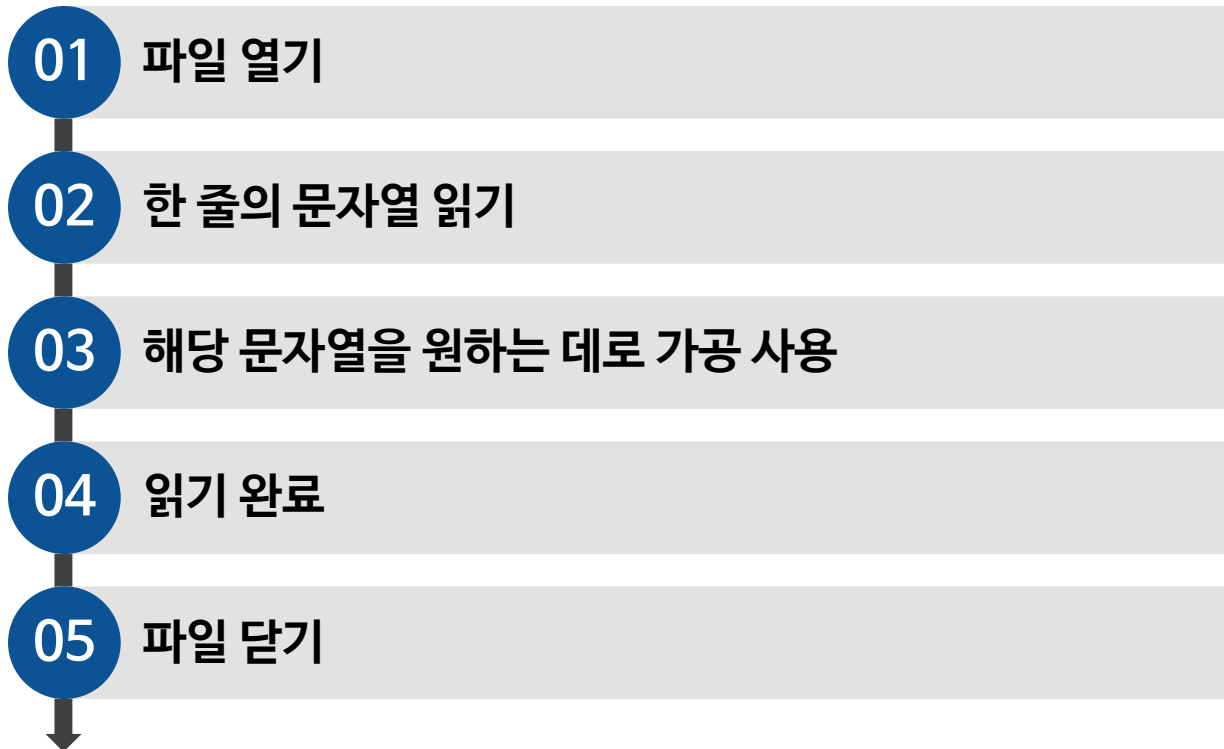 01 파일 열기
02 한 줄의 문자열 읽기
03 해당 문자열을 원하는 데로 가공 사용
04 읽기 완료
05 파일 닫기